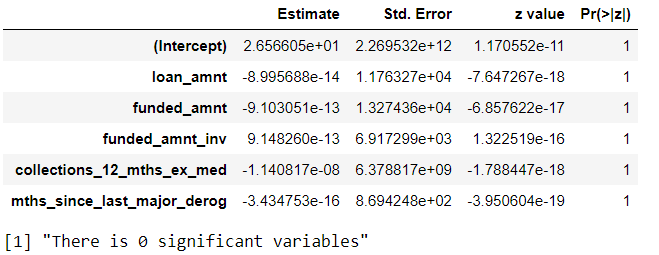 Estimate Std. Error z value Pr(>|z|)
(Intercept) 2.656605e+01 2.269532e+12 1.170552e-11 1
loan_amnt -8.995688e-14 1.176327e+04 -7.647267e-18 1
funded_amnt -9.103051e-13 1.327436e+04 -6.857622e-17 1
funded_amnt_inv 9.148260e-13 6.917299e+03 1.322519e-16 1
collections_12_mths_ex_med -1.140817e-08 6.378817e+09 -1.788447e-18 1
mths_since_last_major_derog -3.434753e-16 8.694248e+02 -3.950604e-19 1
[1] "There is 0 significant variables"